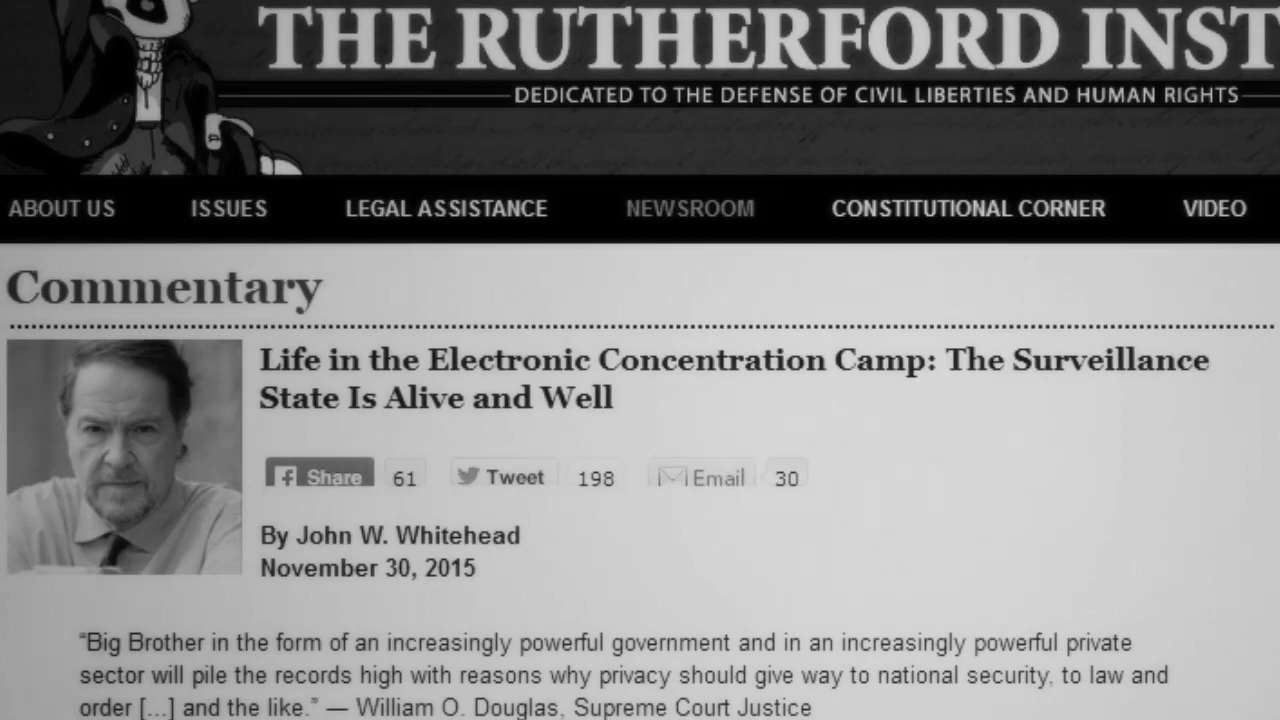 THE RUTHERFORD INST
DEDICATED TO THE DEFENSE OF CIVIL LIBERTIES AND HUMAN RIGHTS
ABOUT US ISSUES LEGAL ASSISTANCE NEWSROOM CONSTITUTIONAL CORNER VIDEO
Commentary
Life in the Electronic Concentration Camp: The Surveillance
State Is Alive and Well
f Share 61 Tweet 198 Email 30
By John W. Whitehead
November 30, 2015
“Big Brother in the form of an increasingly powerful government and in an increasingly powerful private
sector will pile the records high with reasons why privacy should give way to national security, to law and
order [...] and the like.” — William O. Douglas, Supreme Court Justice